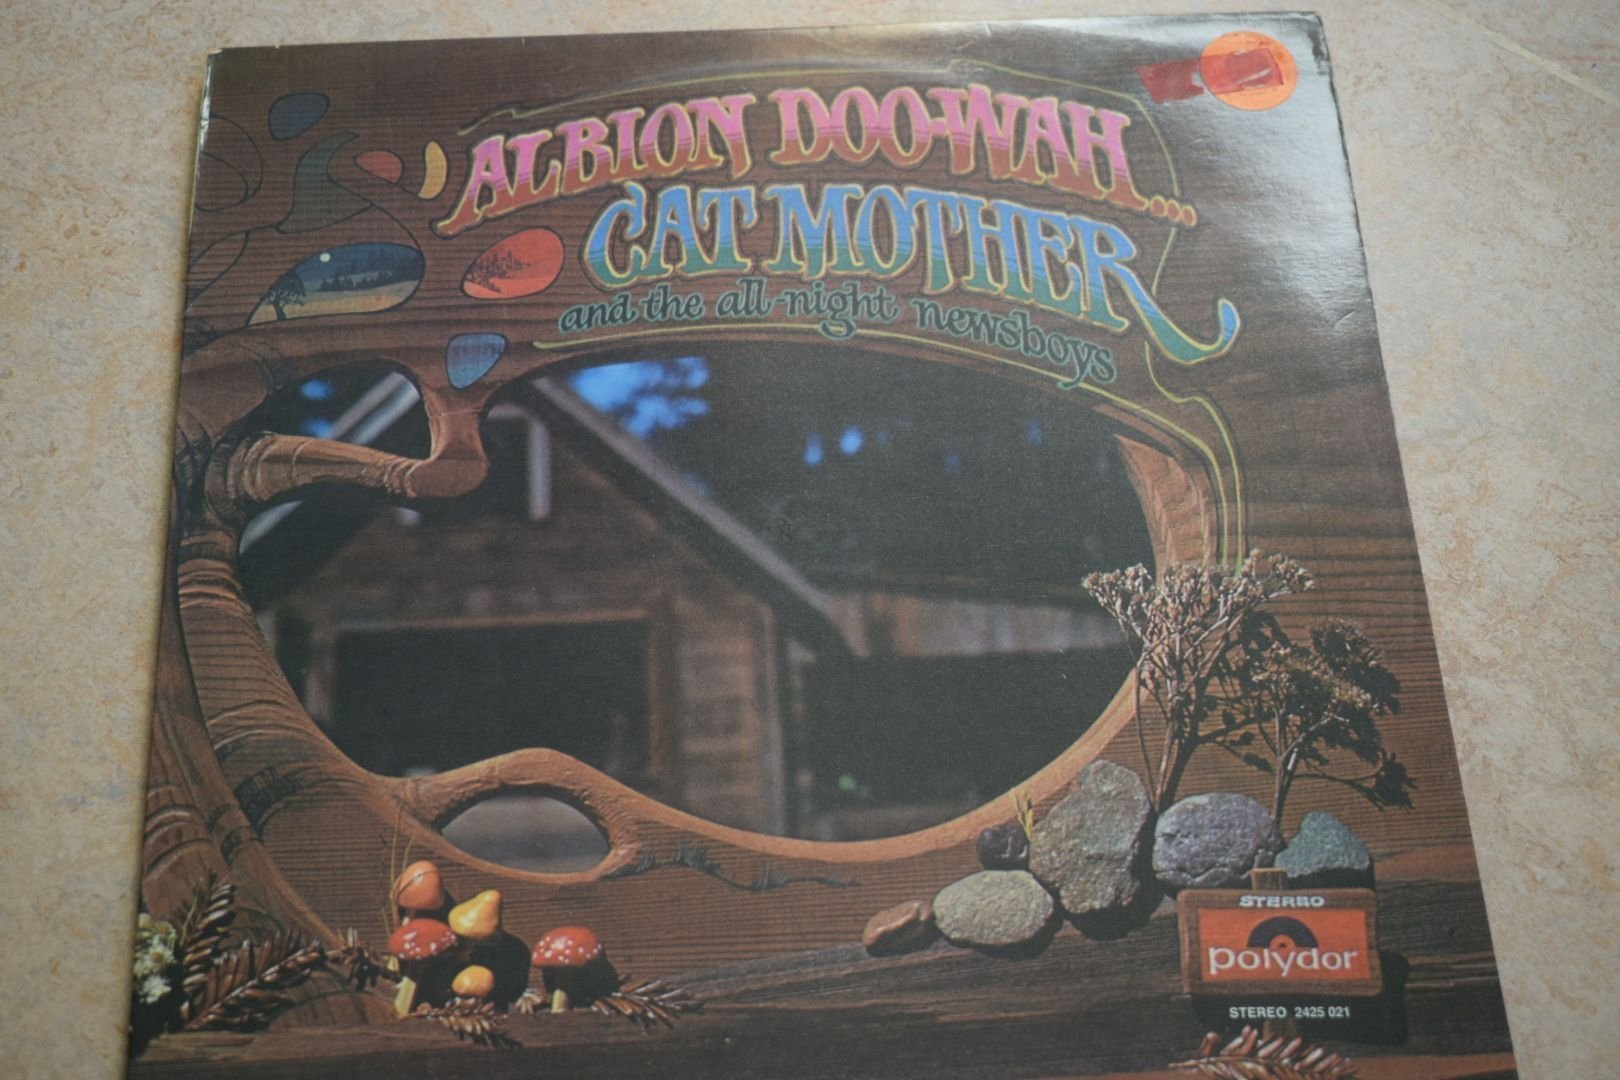 ALBION DOO-WAH...
CAT MOTHER
and the all-night newsboys
STEREO
polydor
STEREO 2425 021